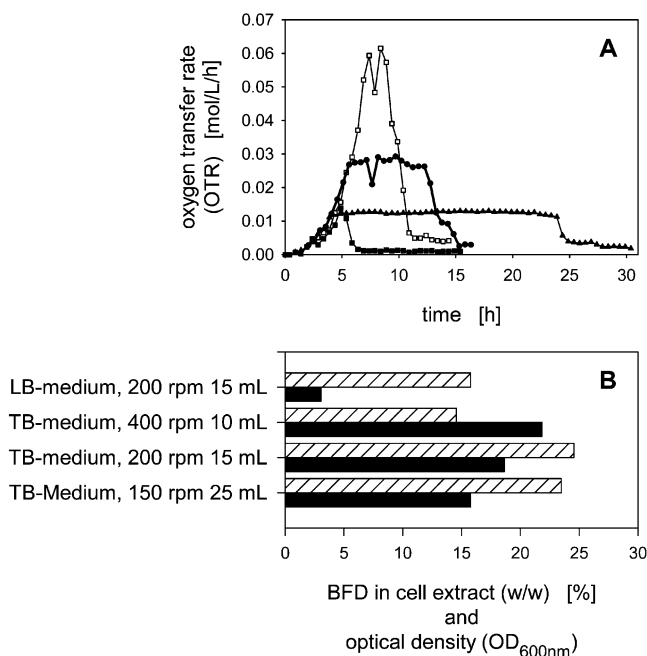 oxygen transfer rate
(OTR) [mol/L/h]
0.07
0.06
0.05
0.04
0.03
0.02
0.01
0.00
A
0 5 10 15 20 25 30
time [h]
B
LB-medium, 200 rpm 15 mL
TB-medium, 400 rpm 10 mL
TB-medium, 200 rpm 15 mL
TB-Medium, 150 rpm 25 mL
0 5 10 15 20 25 30
BFD in cell extract (w/w) [%]
and
optical density (OD600nm)